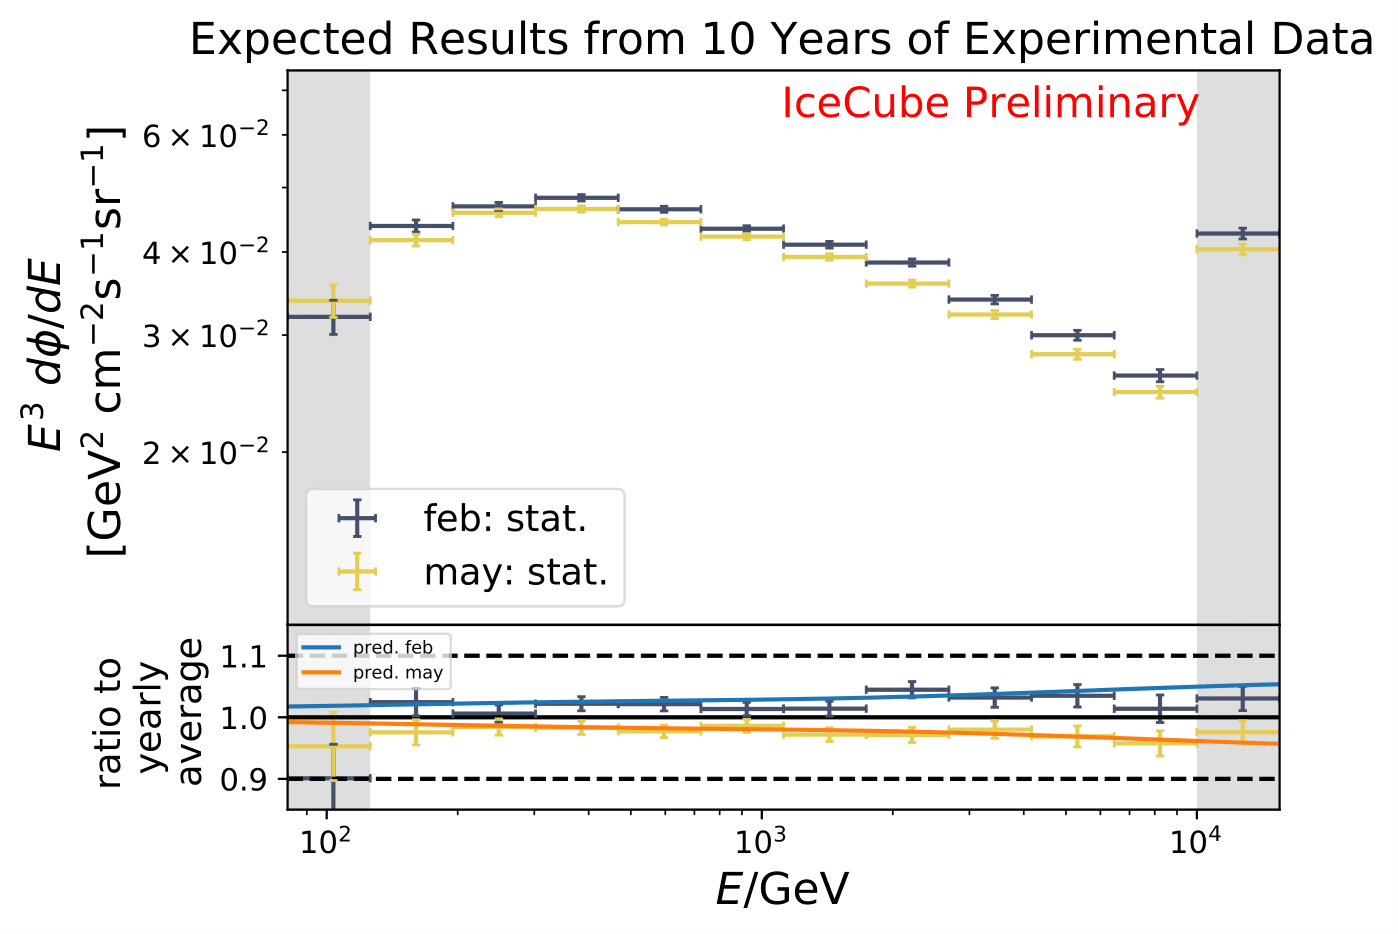 Expected Results from 10 Years of Experimental Data
IceCube Preliminary
E³ dϕ/dE
[GeV² cm⁻²s⁻¹sr⁻¹]
6 × 10⁻²
4 × 10⁻²
3 × 10⁻²
2 × 10⁻²
feb: stat.
may: stat.
ratio to
yearly
average
1.1
1.0
0.9
pred. feb
pred. may
10²
10³
10⁴
E/GeV